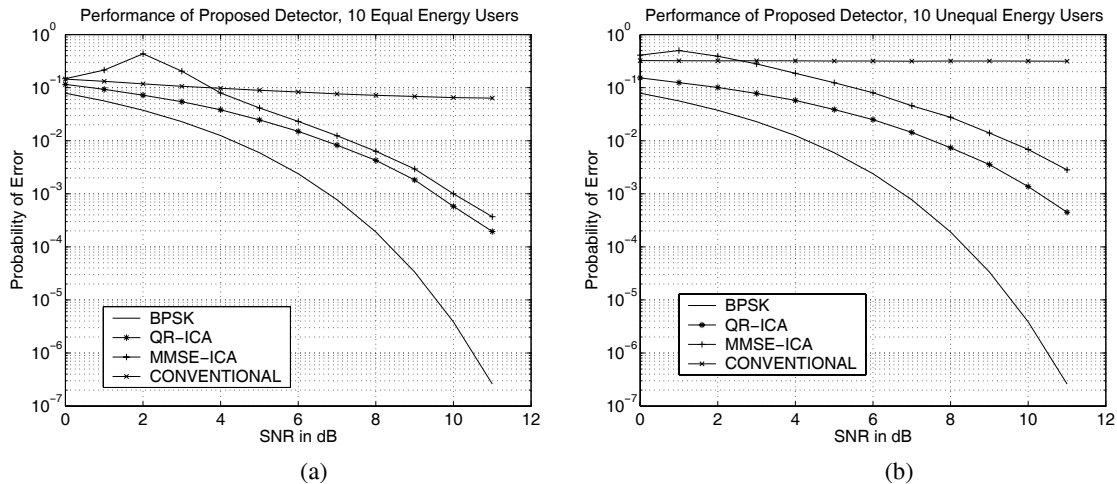 Performance of Proposed Detector, 10 Equal Energy Users
10^0
10^-1
10^-2
10^-3
10^-4
10^-5
10^-6
10^-7
Probability of Error
BPSK
QR-ICA
MMSE-ICA
CONVENTIONAL
0 2 4 6 8 10 12
SNR in dB
(a)
Performance of Proposed Detector, 10 Unequal Energy Users
10^0
10^-1
10^-2
10^-3
10^-4
10^-5
10^-6
10^-7
Probability of Error
BPSK
QR-ICA
MMSE-ICA
CONVENTIONAL
0 2 4 6 8 10 12
SNR in dB
(b)